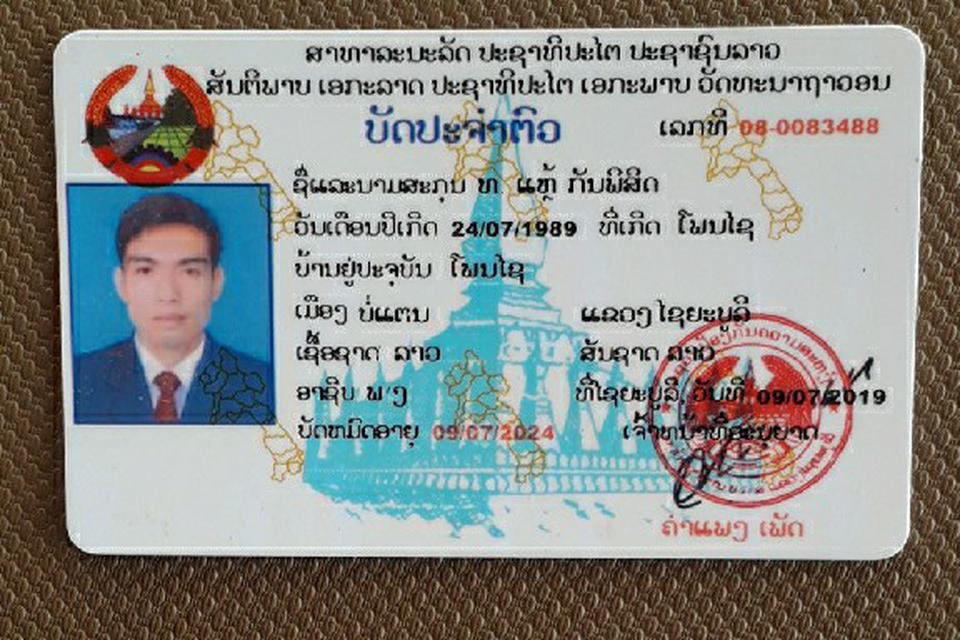 ສາທາລະນະລັດ ປະຊາທິປະໄຕ ປະຊາຊົນລາວ
ສັນຕິພາບ ເອກະລາດ ປະຊາທິປະໄຕ ເອກະພາບ ວັດທະນາຖາວອນ
ບັດປະຈຳຕົວ ເລກທີ 08-0083488
ຊື່ແລະນາມສະກຸນ ທ ແຫຼ້ ກັນພິສິດ
ວັນເດືອນປີເກີດ 24/07/1989 ທີ່ເກີດ ໂພນໄຊ
ບ້ານຢູ່ປະຈຸບັນ ໂພນໄຊ
ເມືອງ ບໍ່ແຕນ ແຂວງ ໄຊຍະບູລີ
ເຊື້ອຊາດ ລາວ ສັນຊາດ ລາວ
ອາຊີບ ພ/ງ ທີ່ໄຊຍະບູລີ, ວັນທີ 09/07/2019
ບັດຫມົດອາຍຸ 09/07/2024 ເຈົ້າຫນ້າທີ່ອະນຸຍາດ
ຄຳແພງ ເພັດ